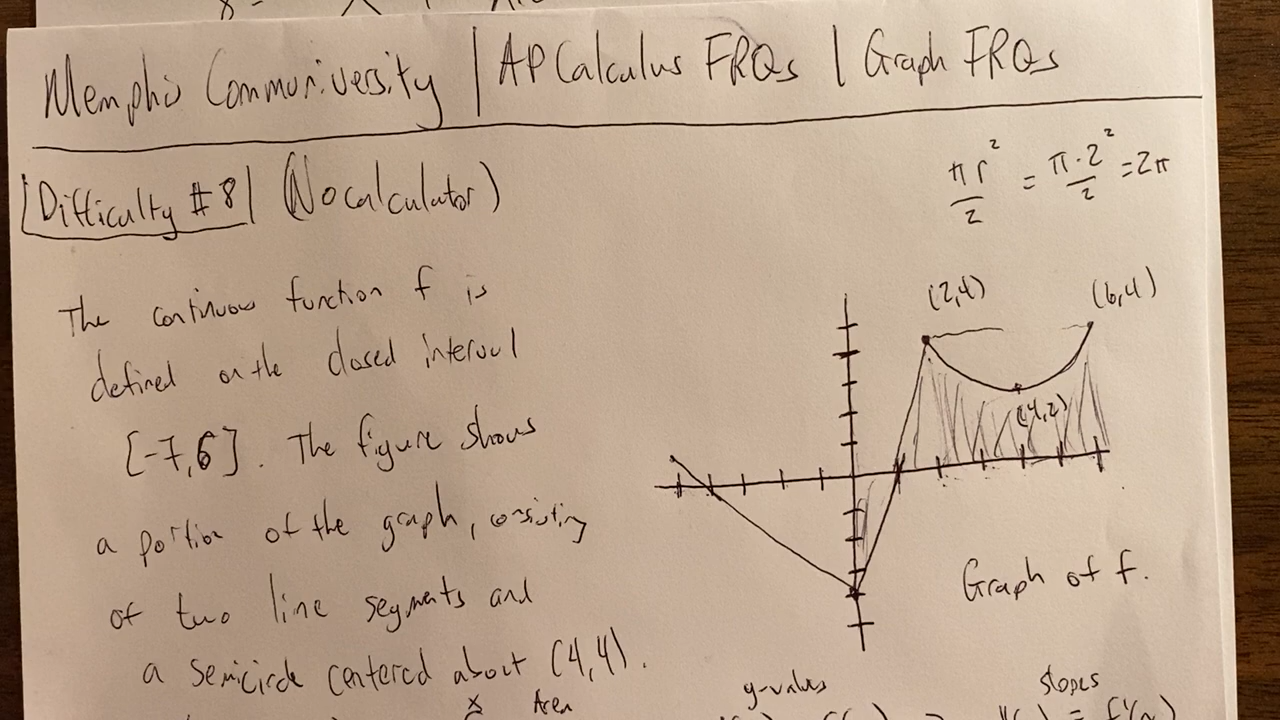 Memphis Communiversity | AP Calculus FRQs | Graph FRQs
Difficulty #8 (No calculator)
πr²/2 = π·2²/2 = 2π
The continuous function f is
defined on the closed interval
[-7,6]. The figure shows
a portion of the graph, consisting
of two line segments and
a semicircle centered about (4,4).
(2,4)
(6,4)
(4,2)
Graph of f.
x
Area
y-values
slopes